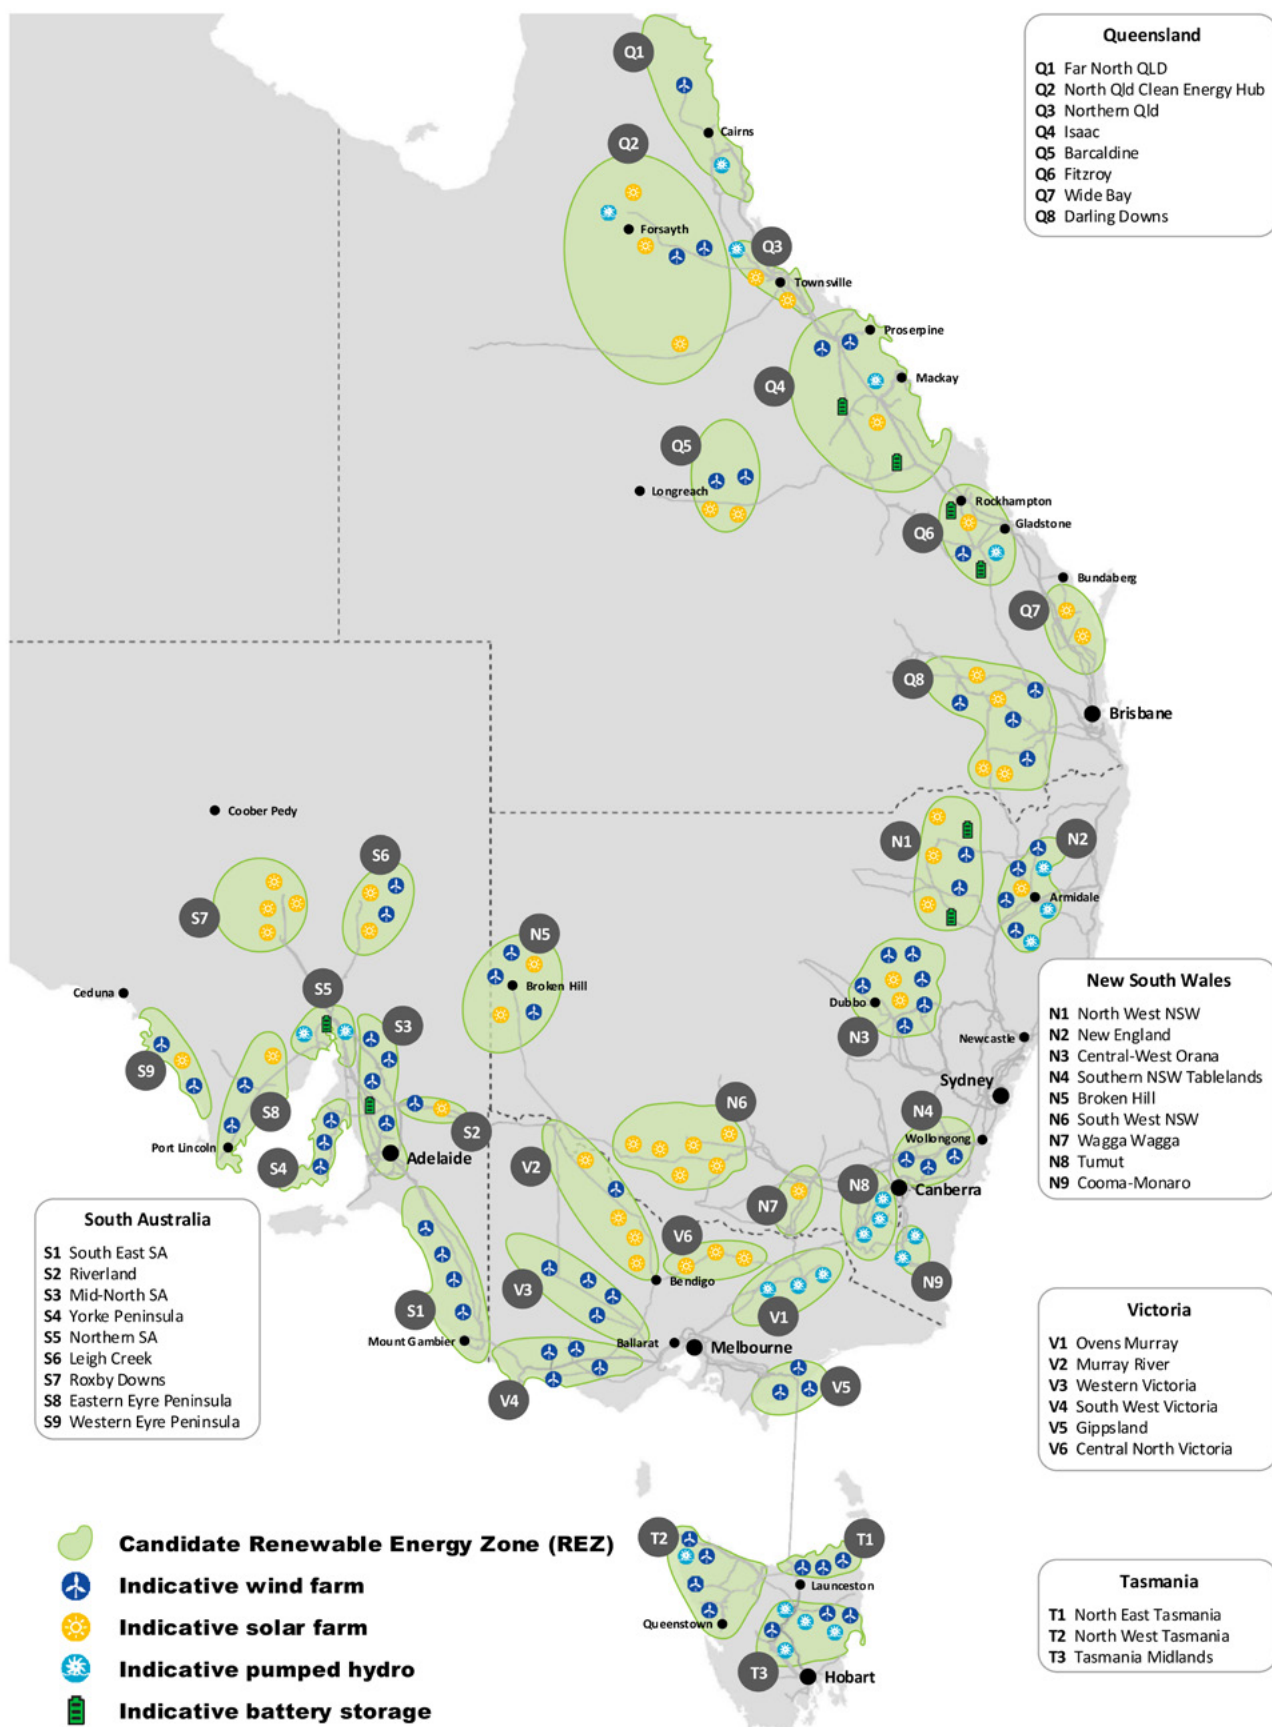 Queensland
Q1 Far North QLD
Q2 North Qld Clean Energy Hub
Q3 Northern Qld
Q4 Isaac
Q5 Barcaldine
Q6 Fitzroy
Q7 Wide Bay
Q8 Darling Downs
Q1
Cairns
Q2
Forsayth
Q3
Townsville
Proserpine
Q4
Mackay
Q5
Longreach
Rockhampton
Q6
Gladstone
Bundaberg
Q7
Q8
Brisbane
Coober Pedy
N1
N2
S6
Armidale
S7
N5
Broken Hill
Ceduna
S5
S3
Dubbo
N3
Newcastle
New South Wales
N1 North West NSW
N2 New England
N3 Central-West Orana
N4 Southern NSW Tablelands
N5 Broken Hill
N6 South West NSW
N7 Wagga Wagga
N8 Tumut
N9 Cooma-Monaro
Sydney
S9
S8
N6
N4
S2
Wollongong
Port Lincoln
S4
Adelaide
V2
N8
Canberra
N7
South Australia
S1 South East SA
S2 Riverland
S3 Mid-North SA
S4 Yorke Peninsula
S5 Northern SA
S6 Leigh Creek
S7 Roxby Downs
S8 Eastern Eyre Peninsula
S9 Western Eyre Peninsula
V6
Bendigo
N9
V3
S1
V1
Mount Gambier
Ballarat
Melbourne
V4
V5
Victoria
V1 Ovens Murray
V2 Murray River
V3 Western Victoria
V4 South West Victoria
V5 Gippsland
V6 Central North Victoria
T2
T1
Launceston
Queenstown
T3
Hobart
Tasmania
T1 North East Tasmania
T2 North West Tasmania
T3 Tasmania Midlands
Candidate Renewable Energy Zone (REZ)
Indicative wind farm
Indicative solar farm
Indicative pumped hydro
Indicative battery storage